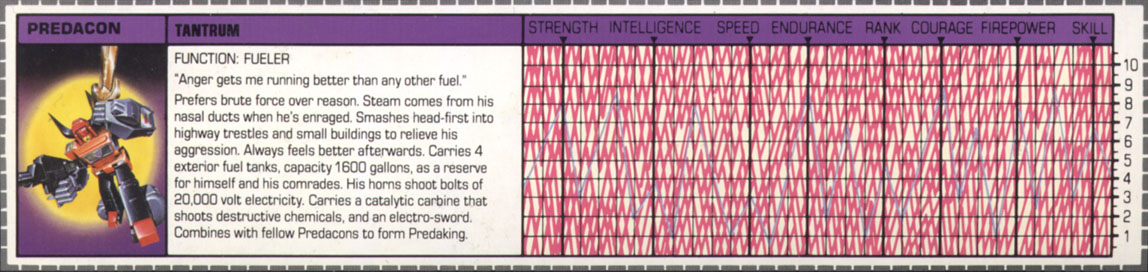 PREDACON
TANTRUM
STRENGTH INTELLIGENCE SPEED ENDURANCE RANK COURAGE FIREPOWER SKILL
FUNCTION: FUELER
"Anger gets me running better than any other fuel."
Prefers brute force over reason. Steam comes from his
nasal ducts when he's enraged. Smashes head-first into
highway trestles and small buildings to relieve his
aggression. Always feels better afterwards. Carries 4
exterior fuel tanks, capacity 1600 gallons, as a reserve
for himself and his comrades. His horns shoot bolts of
20,000 volt electricity. Carries a catalytic carbine that
shoots destructive chemicals, and an electro-sword.
Combines with fellow Predacons to form Predaking.
10
9
8
7
6
5
4
3
2
1